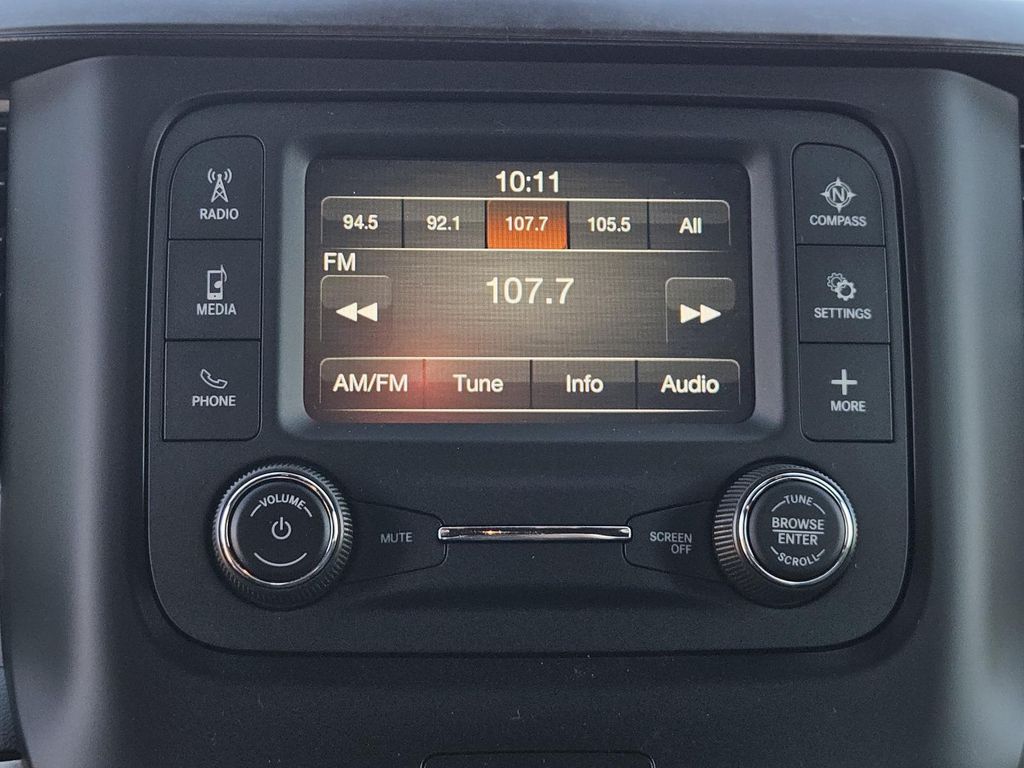 10:11
94.5 92.1 107.7 105.5 All
FM
107.7
AM/FM Tune Info Audio
RADIO
MEDIA
PHONE
N
COMPASS
SETTINGS
MORE
VOLUME
MUTE
SCREEN
OFF
TUNE
BROWSE
ENTER
SCROLL